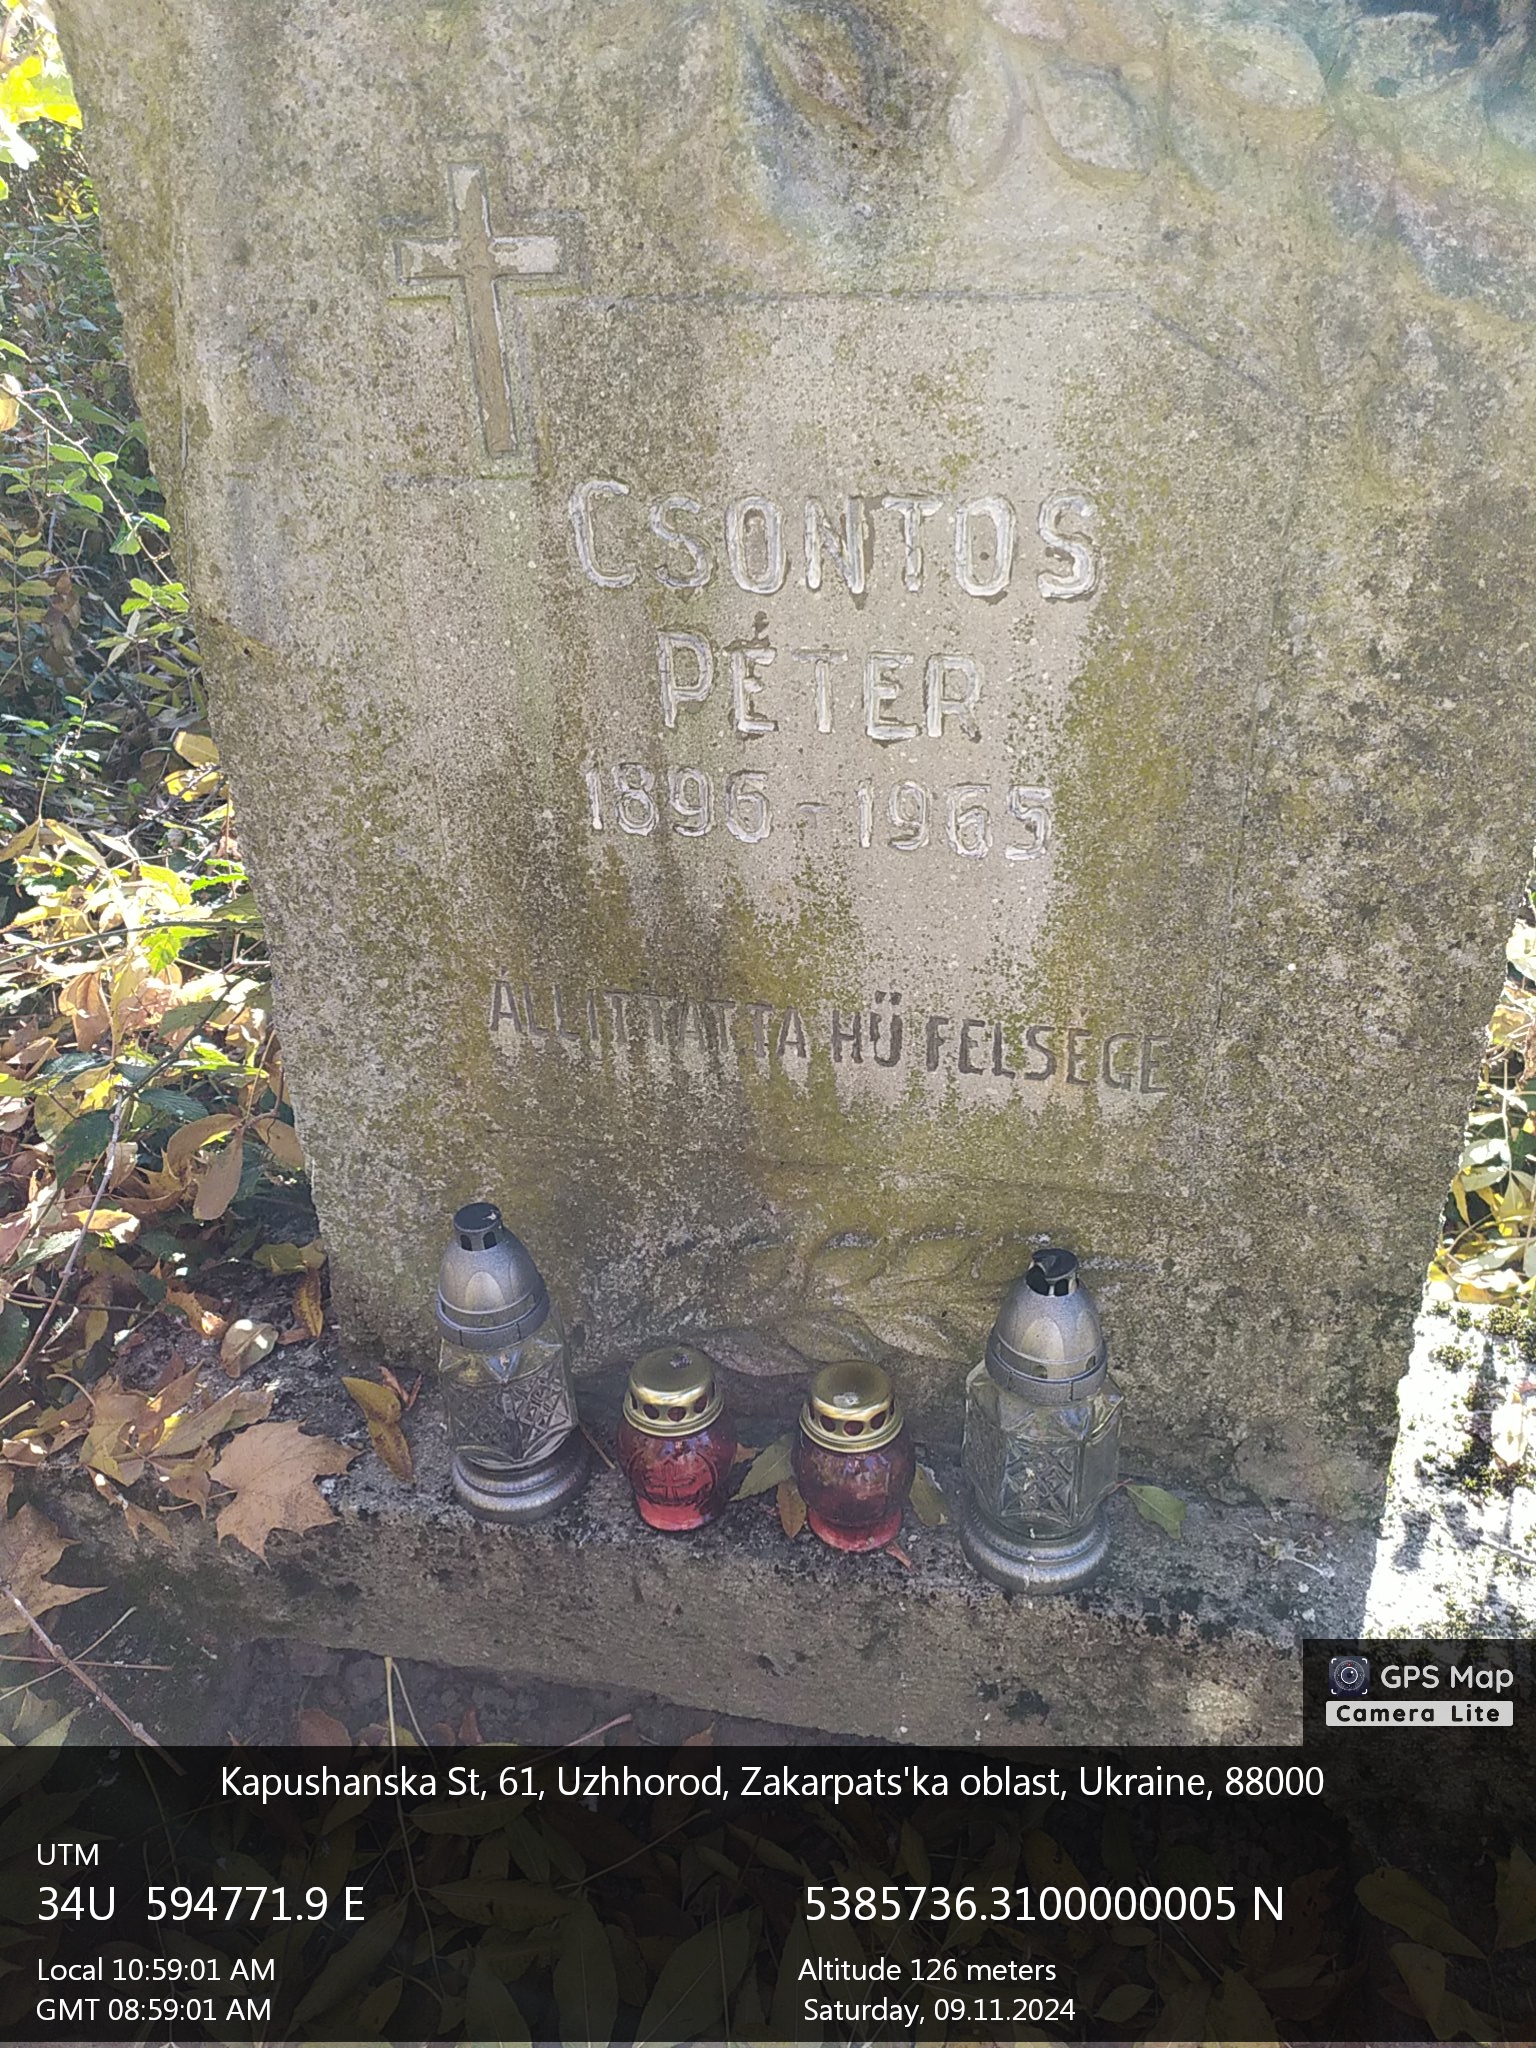 CSONTOS
PÉTER
1896-1965
ÁLLITTATTA HŰ FELSEGE
GPS Map
Camera Lite
Kapushanska St, 61, Uzhhorod, Zakarpats'ka oblast, Ukraine, 88000
UTM
34U 594771.9 E
5385736.3100000005 N
Local 10:59:01 AM
Altitude 126 meters
GMT 08:59:01 AM
Saturday, 09.11.2024